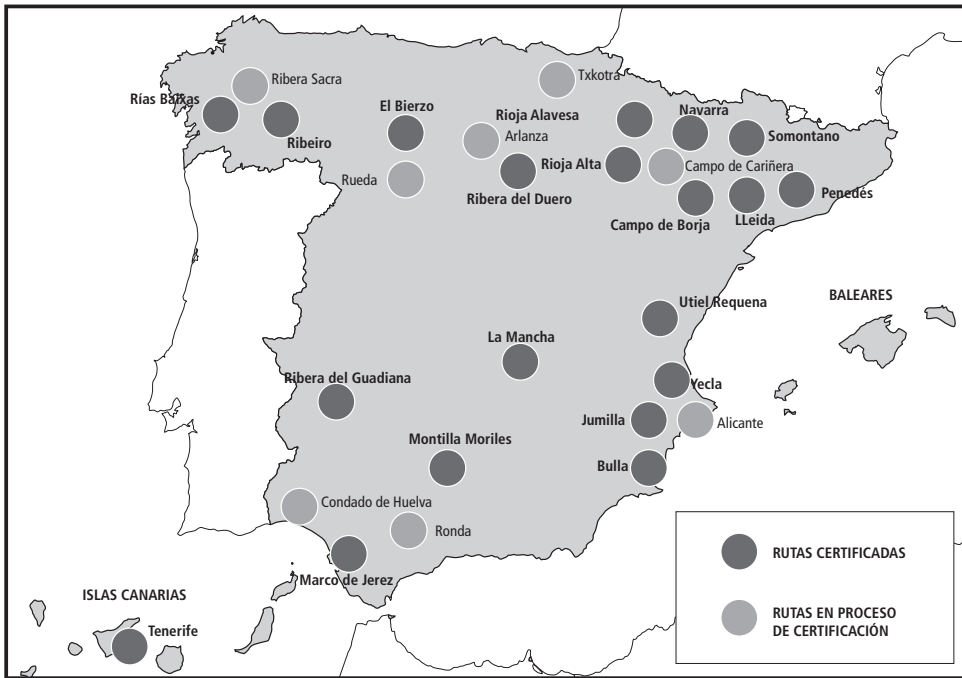 Ribera Sacra
Txkotra
Rías Baixas
El Bierzo
Rioja Alavesa
Navarra
Arlanza
Somontano
Ribeiro
Rioja Alta
Campo de Cariñera
Rueda
Ribera del Duero
Penedés
Campo de Borja
LLeida
BALEARES
Utiel Requena
La Mancha
Ribera del Guadiana
Yecla
Jumilla
Alicante
Montilla Moriles
Bulla
Condado de Huelva
Ronda
RUTAS CERTIFICADAS
Marco de Jerez
ISLAS CANARIAS
RUTAS EN PROCESO
DE CERTIFICACIÓN
Tenerife